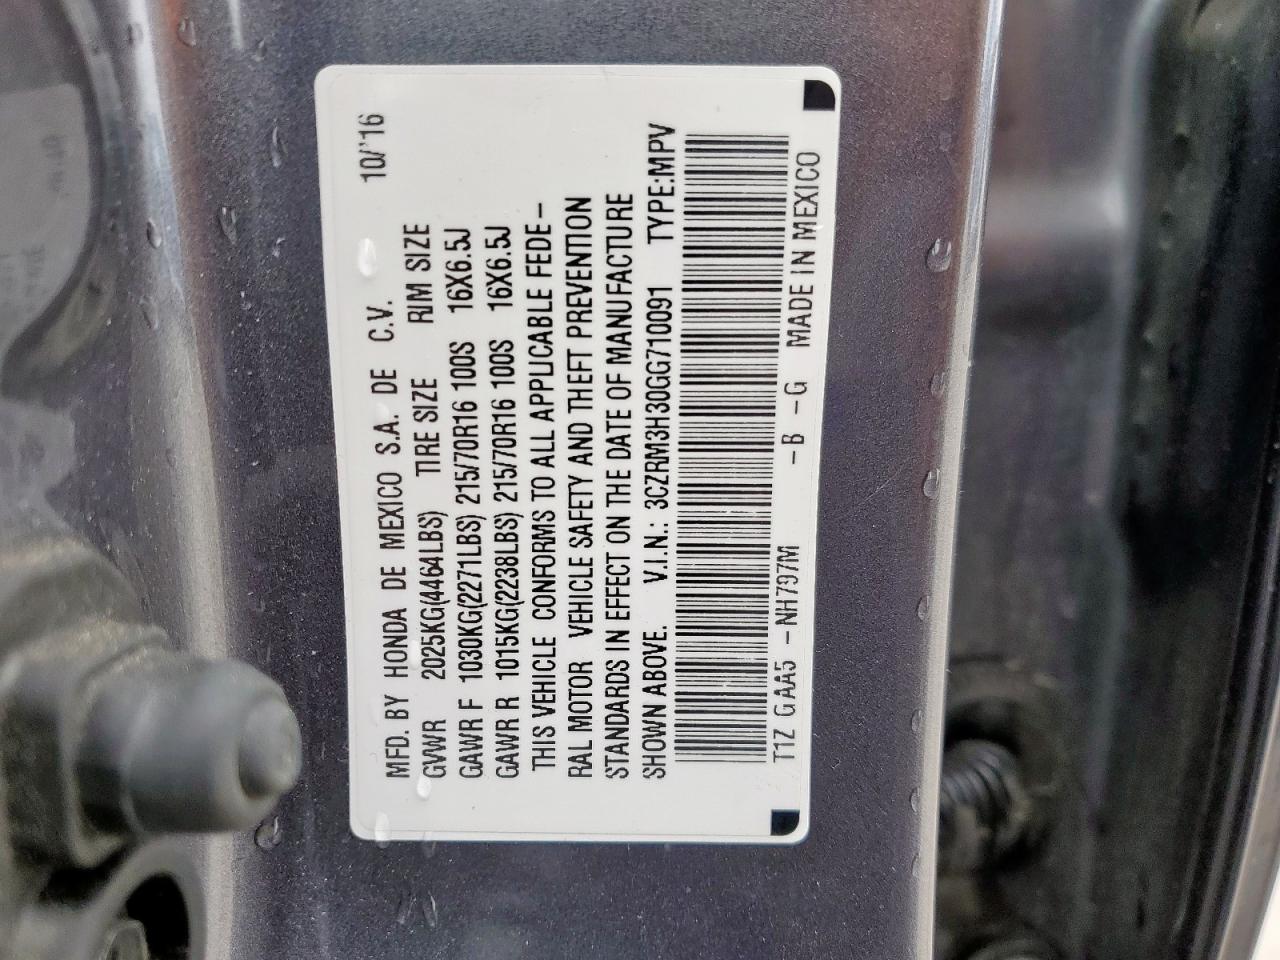 10/'16
MFD. BY HONDA DE MEXICO S.A. DE C.V.
GVWR 2025KG(4464LBS) TIRE SIZE RIM SIZE
GAWR F 1030KG(2271LBS) 215/70R16 100S 16X6.5J
GAWR R 1015KG(2238LBS) 215/70R16 100S 16X6.5J
THIS VEHICLE CONFORMS TO ALL APPLICABLE FEDE-
RAL MOTOR VEHICLE SAFETY AND THEFT PREVENTION
STANDARDS IN EFFECT ON THE DATE OF MANUFACTURE
SHOWN ABOVE. V.I.N.: 3CZRM3H30GG710091 TYPE:MPV
T1Z GAA5 -NH797M -B -G MADE IN MEXICO